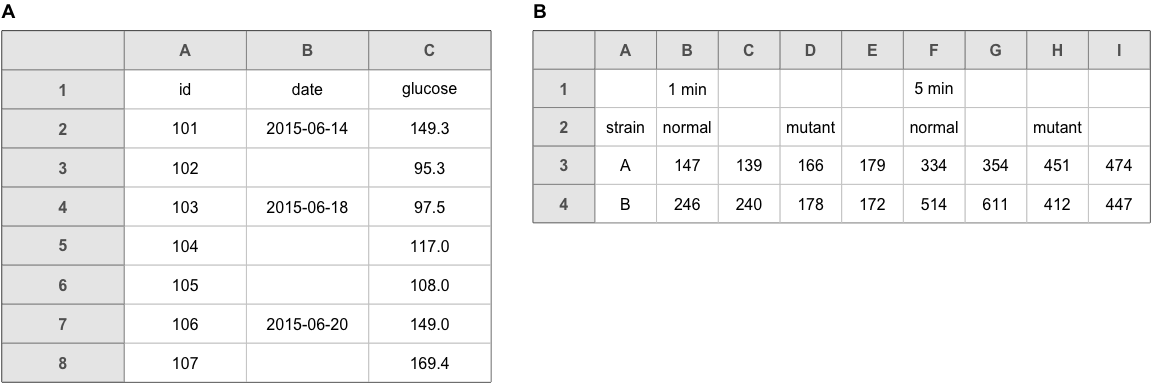 A
A B C
1 id date glucose
2 101 2015-06-14 149.3
3 102 95.3
4 103 2015-06-18 97.5
5 104 117.0
6 105 108.0
7 106 2015-06-20 149.0
8 107 169.4
B
A B C D E F G H I
1 1 min 5 min
2 strain normal mutant normal mutant
3 A 147 139 166 179 334 354 451 474
4 B 246 240 178 172 514 611 412 447